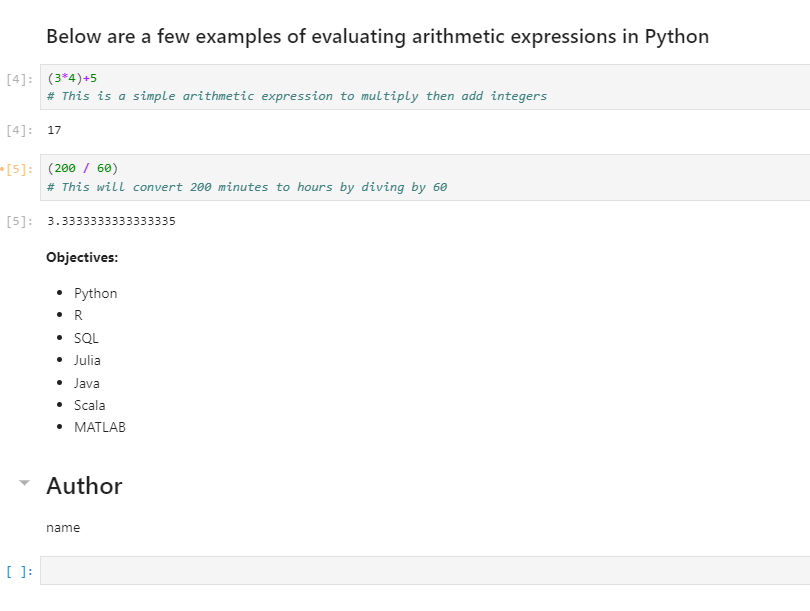 Below are a few examples of evaluating arithmetic expressions in Python
[4]: (3*4)+5
# This is a simple arithmetic expression to multiply then add integers
[4]: 17
[5]: (200 / 60)
# This will convert 200 minutes to hours by diving by 60
[5]: 3.3333333333333335
Objectives:
• Python
• R
• SQL
• Julia
• Java
• Scala
• MATLAB
Author
name
[ ]: